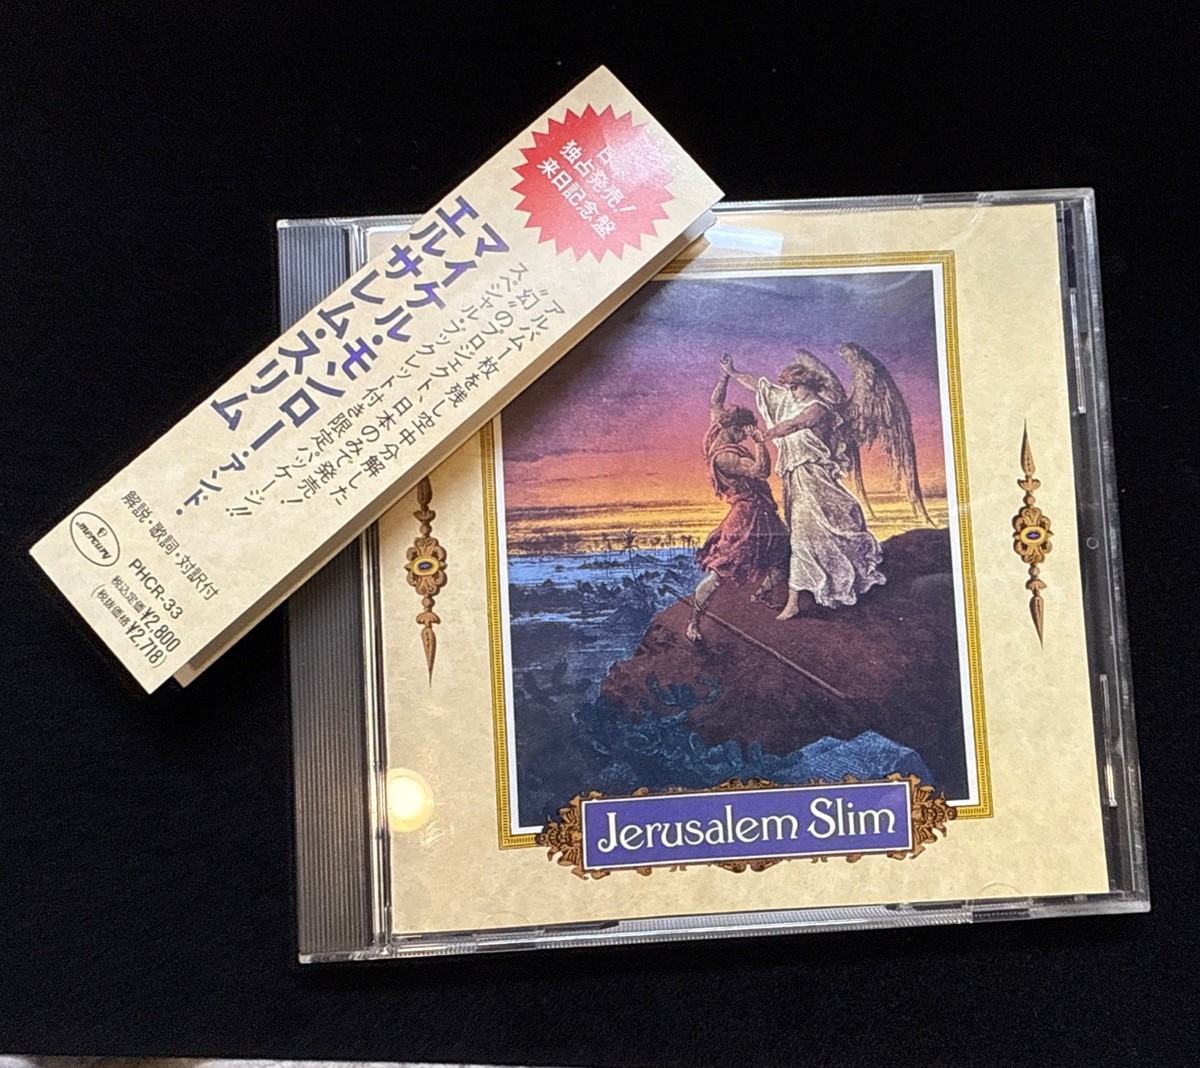 独占発売!
来日記念盤
マイケル・モンロー・アンド・
エルサレム・スリム
アルバム一枚を残し空中分解した
"幻"のプロジェクト、日本のみで発売!
スペシャル・ブックレット付き限定パッケージ!!
MERCURY
解説・歌詞・対訳付
PHCR-33
税込定価¥2,800
(税抜価格¥2,718)
Jerusalem Slim